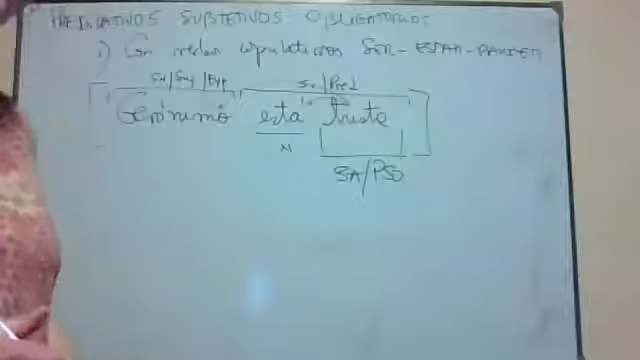 PREDICATIVOS SUBJETIVOS OBLIGATORIOS
1) Con verbos copulativos SER - ESTAR - PARECER
SN/Suj/Exp SV/Pred
Gerónimo está triste
N
SA/PSO